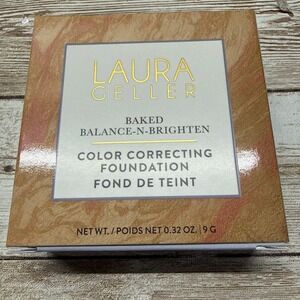 LAURA
GELLER
BAKED
BALANCE-N-BRIGHTEN
COLOR CORRECTING
FOUNDATION
FOND DE TEINT
NET WT. / POIDS NET 0.32 OZ. | 9 G